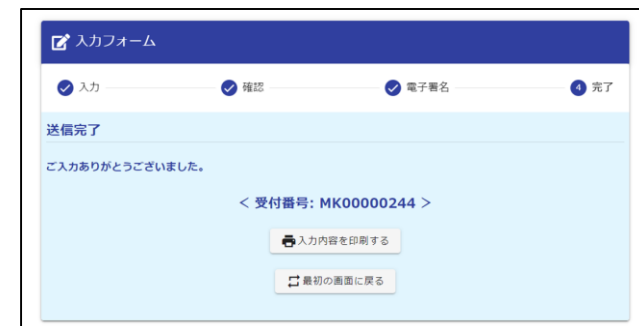 入力フォーム
入力 確認 電子署名 4 完了
送信完了
ご入力ありがとうございました。
< 受付番号: MK00000244 >
入力内容を印刷する
最初の画面に戻る